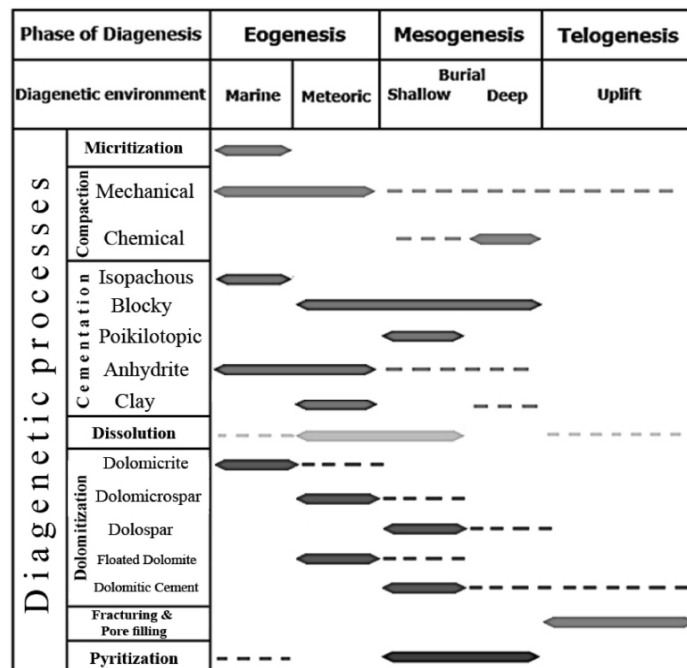 Phase of Diagenesis Eogenesis Mesogenesis Telogenesis
Diagenetic environment Marine Meteoric Burial Shallow Deep Uplift
Diagenetic processes
Micritization
Compaction
Mechanical
Chemical
Cementation
Isopachous
Blocky
Poikilotopic
Anhydrite
Clay
Dissolution
Dolomitization
Dolomicrite
Dolomicrospar
Dolospar
Floated Dolomite
Dolomitic Cement
Fracturing &
Pore filling
Pyritization